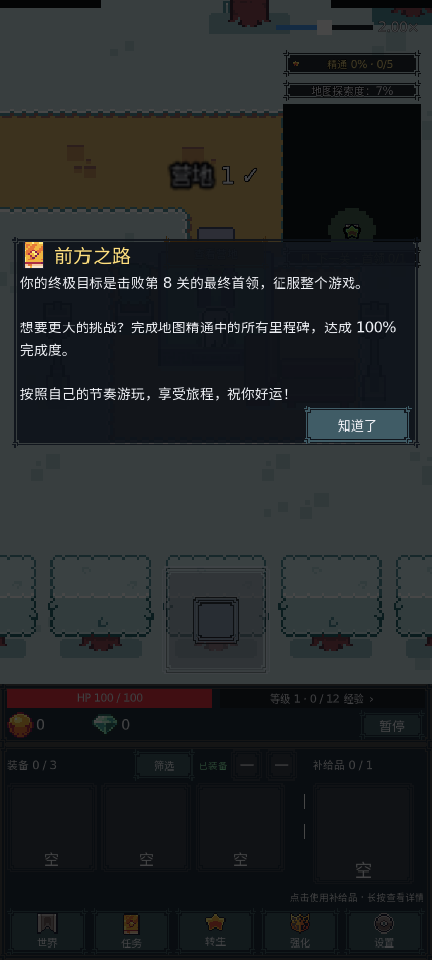 2.00x
精通 0% · 0/5
地图探索度: 7%
营地 1 ✓
前方之路
你的终极目标是击败第 8 关的最终首领，征服整个游戏。
想要更大的挑战？完成地图精通中的所有里程碑，达成 100%
完成度。
按照自己的节奏游玩，享受旅程，祝你好运！
知道了
HP 100 / 100
等级 1 · 0 / 12 经验 ›
0
0
暂停
装备 0 / 3
筛选
已装备
补给品 0 / 1
空
空
空
空
点击使用补给品 · 长按查看详情
世界
任务
转生
强化
设置